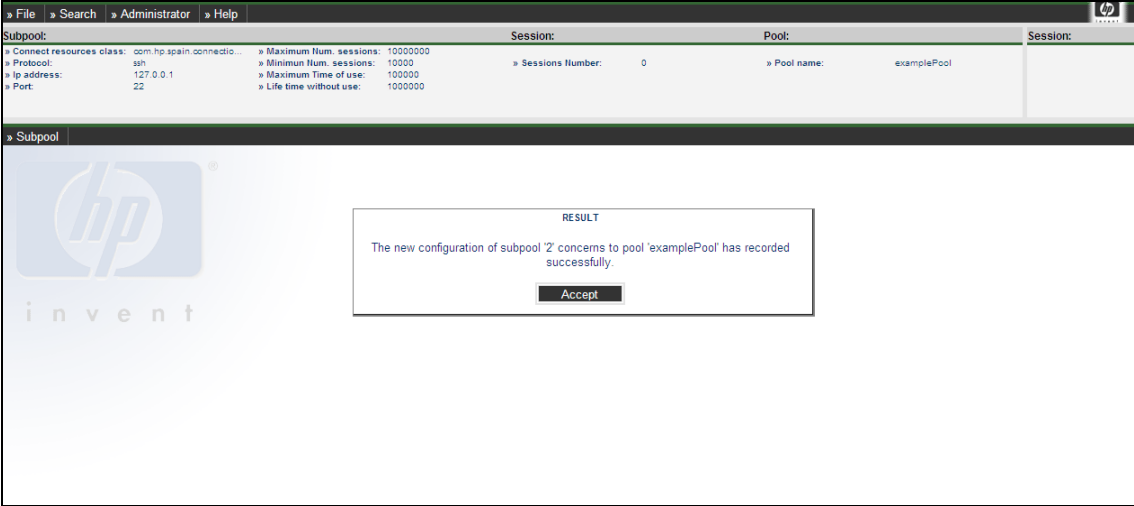 » File » Search » Administrator » Help
hp
invent
Subpool: Session: Pool: Session:
» Connect resources class: com.hp.spain.connectio... » Maximum Num. sessions: 10000000
» Protocol: ssh » Minimun Num. sessions: 10000 » Sessions Number: 0 » Pool name: examplePool
» Ip address: 127.0.0.1 » Maximum Time of use: 100000
» Port: 22 » Life time without use: 1000000
» Subpool
hp ®
invent
RESULT
The new configuration of subpool '2' concerns to pool 'examplePool' has recorded
successfully.
Accept